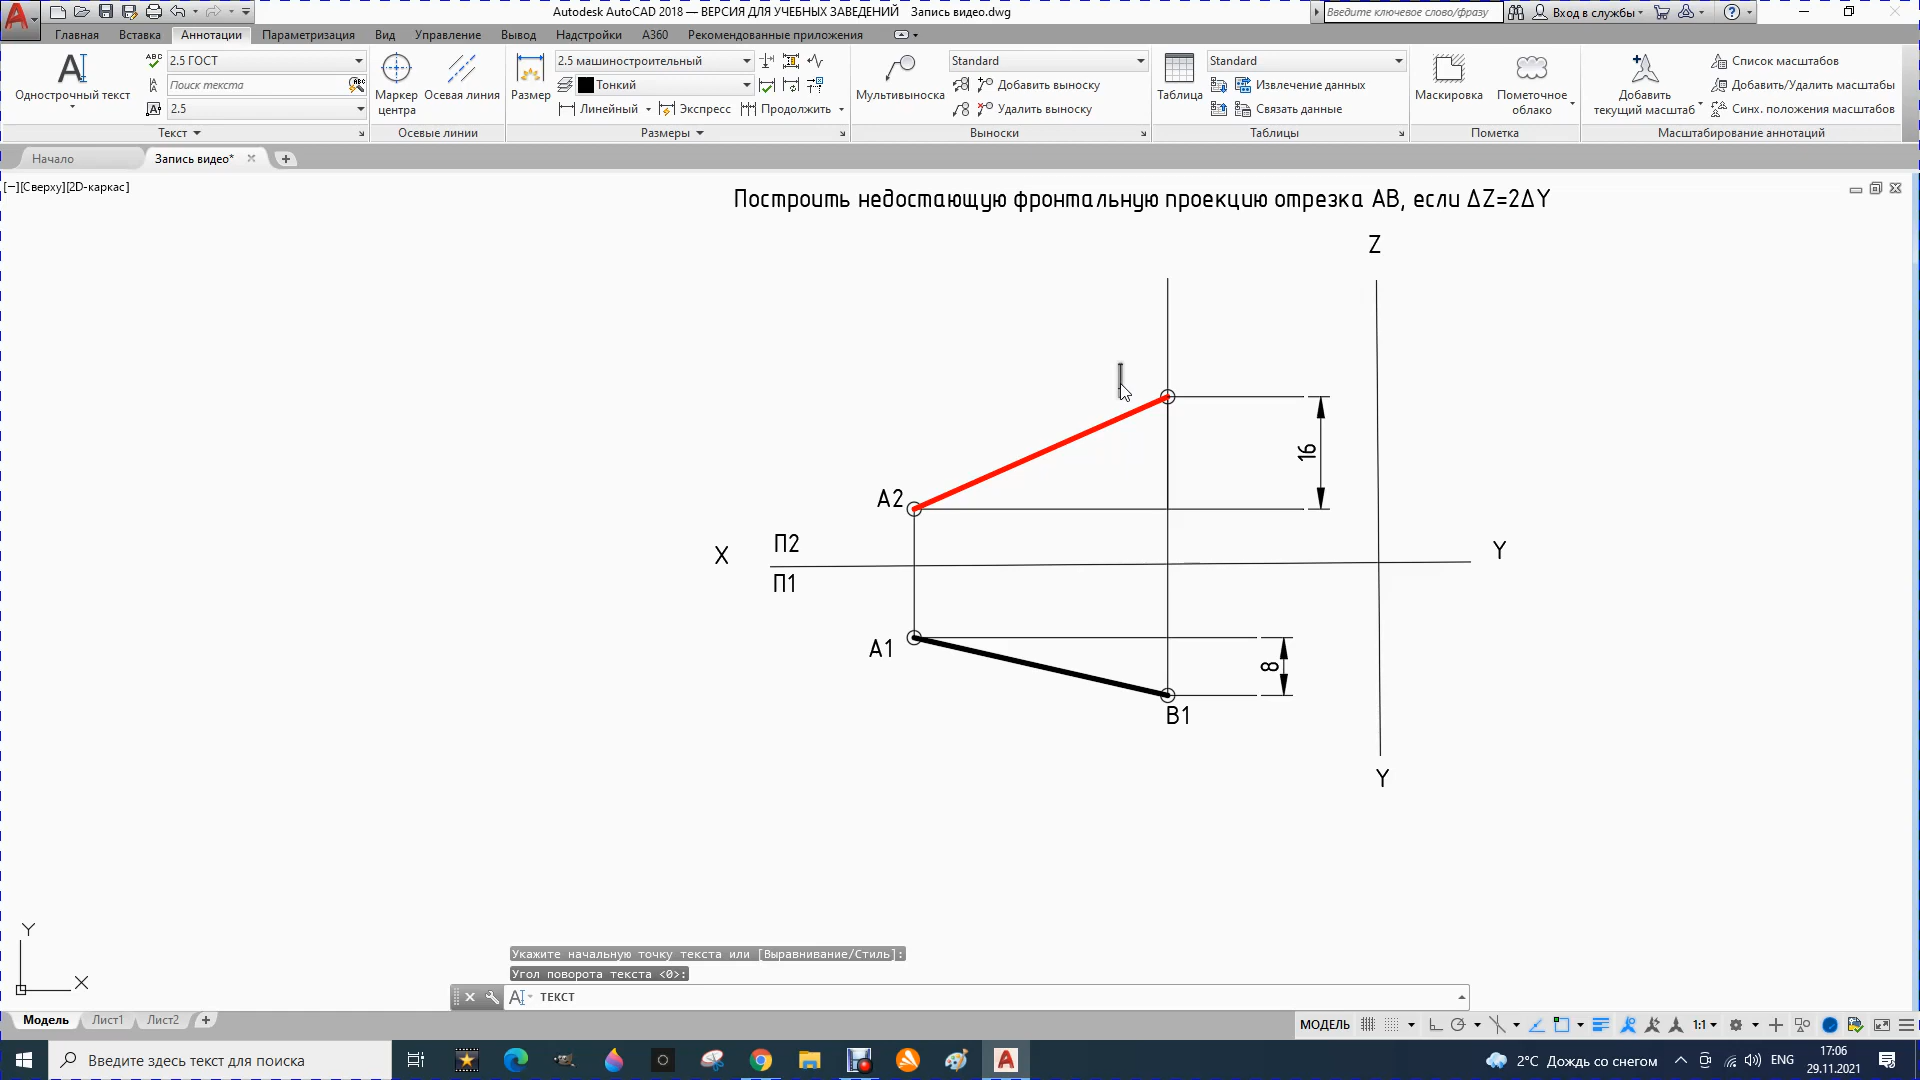 Autodesk AutoCAD 2018 — ВЕРСИЯ ДЛЯ УЧЕБНЫХ ЗАВЕДЕНИЙ Запись видео.dwg
Введите ключевое слово/фразу
Вход в службы
Главная Вставка Аннотации Параметризация Вид Управление Вывод Надстройки A360 Рекомендованные приложения
Однострочный текст
2.5 ГОСТ
Поиск текста
2.5
Текст
Маркер центра
Осевая линия
Осевые линии
Размер
2.5 машиностроительный
Тонкий
Линейный Экспресс Продолжить
Размеры
Мультивыноска
Standard
Добавить выноску
Удалить выноску
Выноски
Таблица
Standard
Извлечение данных
Связать данные
Таблицы
Маскировка
Пометочное облако
Пометка
Добавить текущий масштаб
Список масштабов
Добавить/Удалить масштабы
Синх. положения масштабов
Масштабирование аннотаций
Начало Запись видео*
[−][Сверху][2D-каркас]
Построить недостающую фронтальную проекцию отрезка АВ, если ΔZ=2ΔY
Z
16
A2
X
П2
П1
Y
A1
8
B1
Y
Y
X
Укажите начальную точку текста или [Выравнивание/Стиль]:
Угол поворота текста <0>:
ТЕКСТ
Модель Лист1 Лист2
МОДЕЛЬ 1:1
Введите здесь текст для поиска
2°C Дождь со снегом
ENG
17:06
29.11.2021